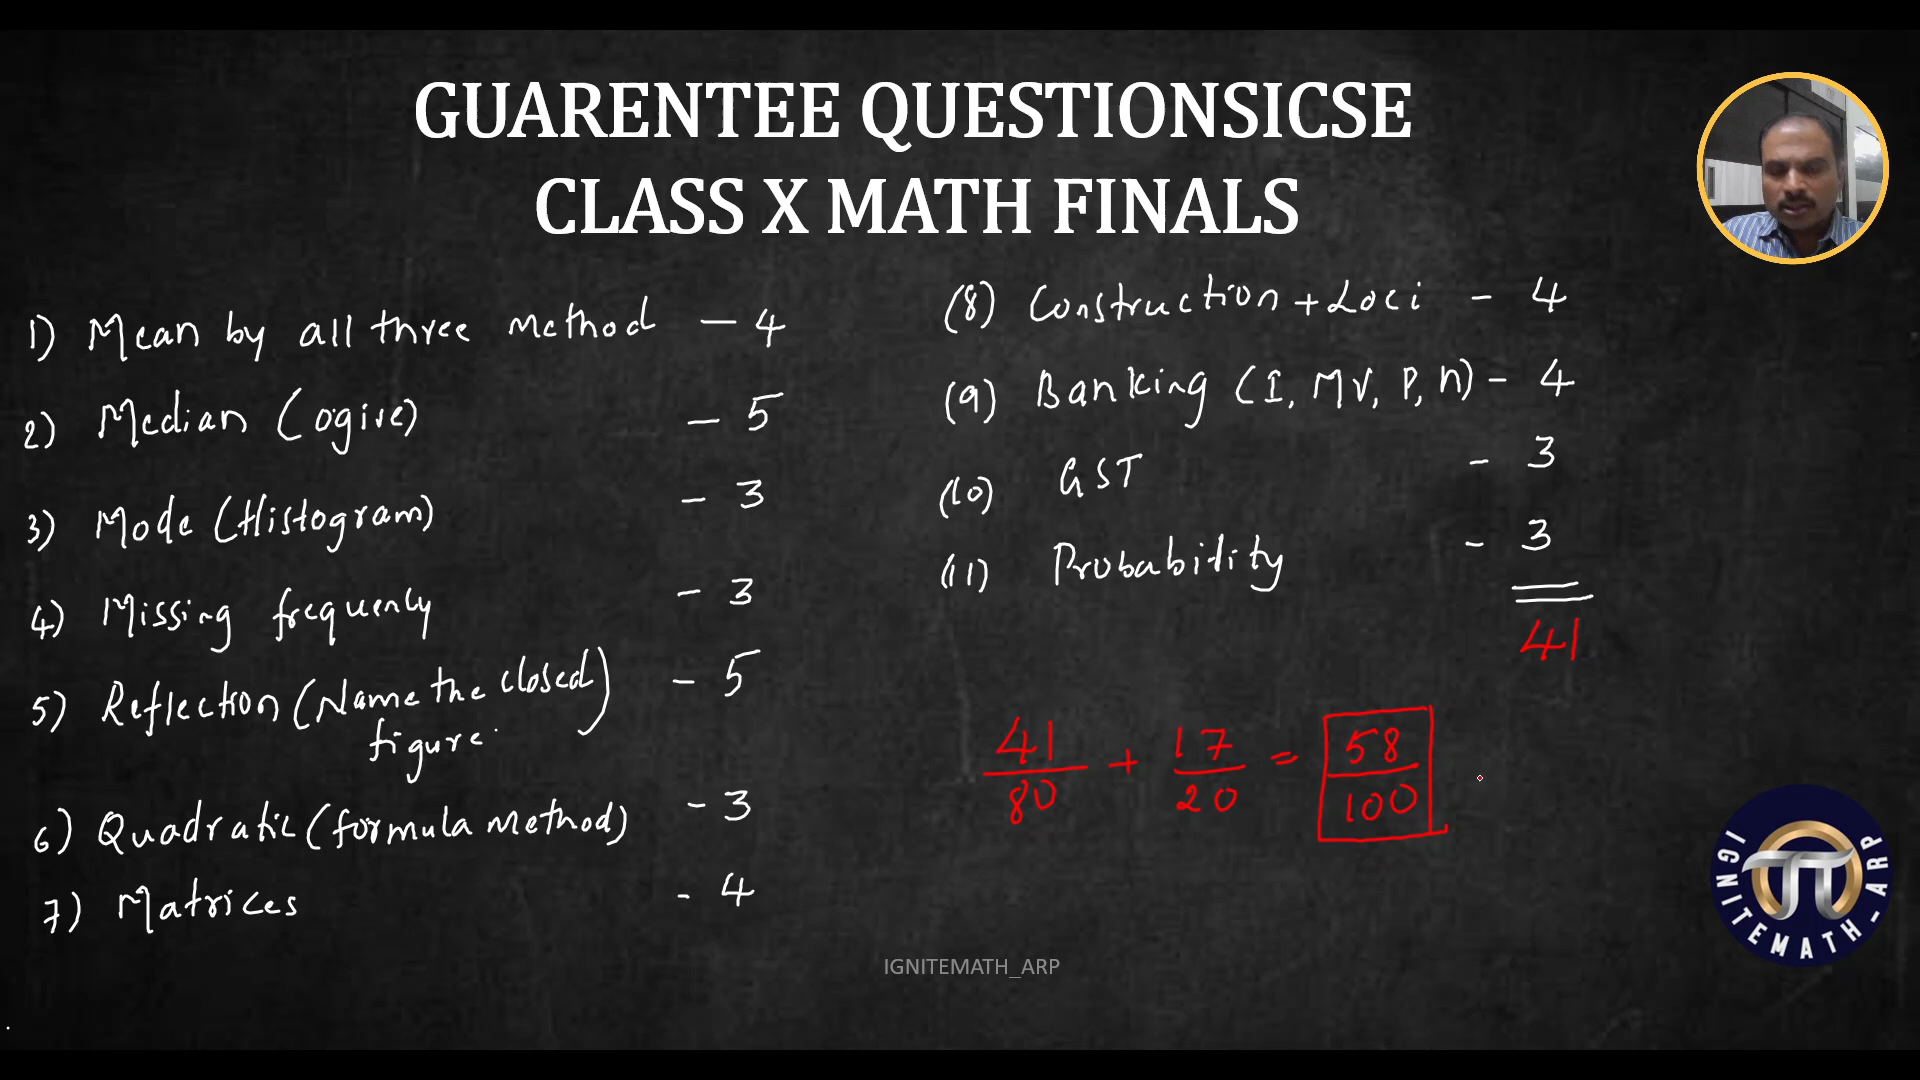 GUARENTEE QUESTIONSICSE
CLASS X MATH FINALS
1) Mean by all three method - 4
2) Median (ogive) - 5
3) Mode (Histogram) - 3
4) Missing frequency - 3
5) Reflection (Name the closed) - 5
figure.
6) Quadratic (formula method) - 3
7) Matrices - 4
(8) Construction + Loci - 4
(9) Banking (I, MV, P, n) - 4
(10) GST - 3
(11) Probability - 3
41
41/80 + 17/20 = 58/100
IGNITEMATH-ARP
IGNITEMATH_ARP